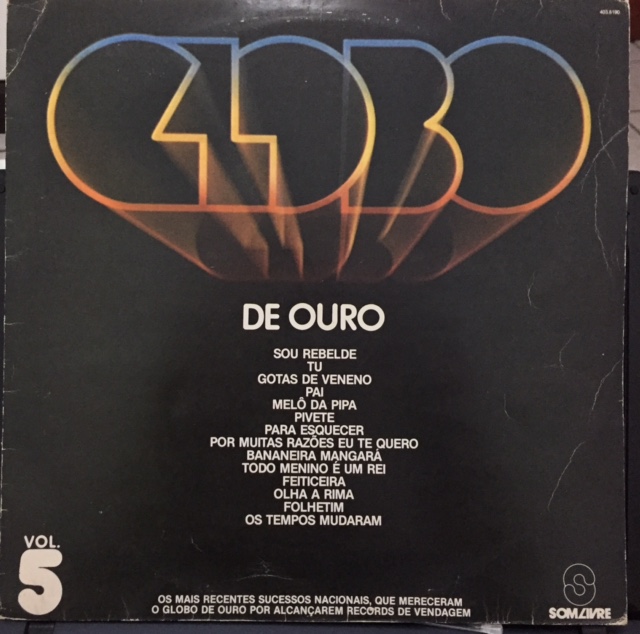 403.6180
GLOBO
DE OURO
SOU REBELDE
TU
GOTAS DE VENENO
PAI
MELÔ DA PIPA
PIVETE
PARA ESQUECER
POR MUITAS RAZÕES EU TE QUERO
BANANEIRA MANGARÁ
TODO MENINO É UM REI
FEITICEIRA
OLHA A RIMA
FOLHETIM
OS TEMPOS MUDARAM
VOL.
5
OS MAIS RECENTES SUCESSOS NACIONAIS, QUE MERECERAM
O GLOBO DE OURO POR ALCANÇAREM RECORDS DE VENDAGEM
SOM LIVRE